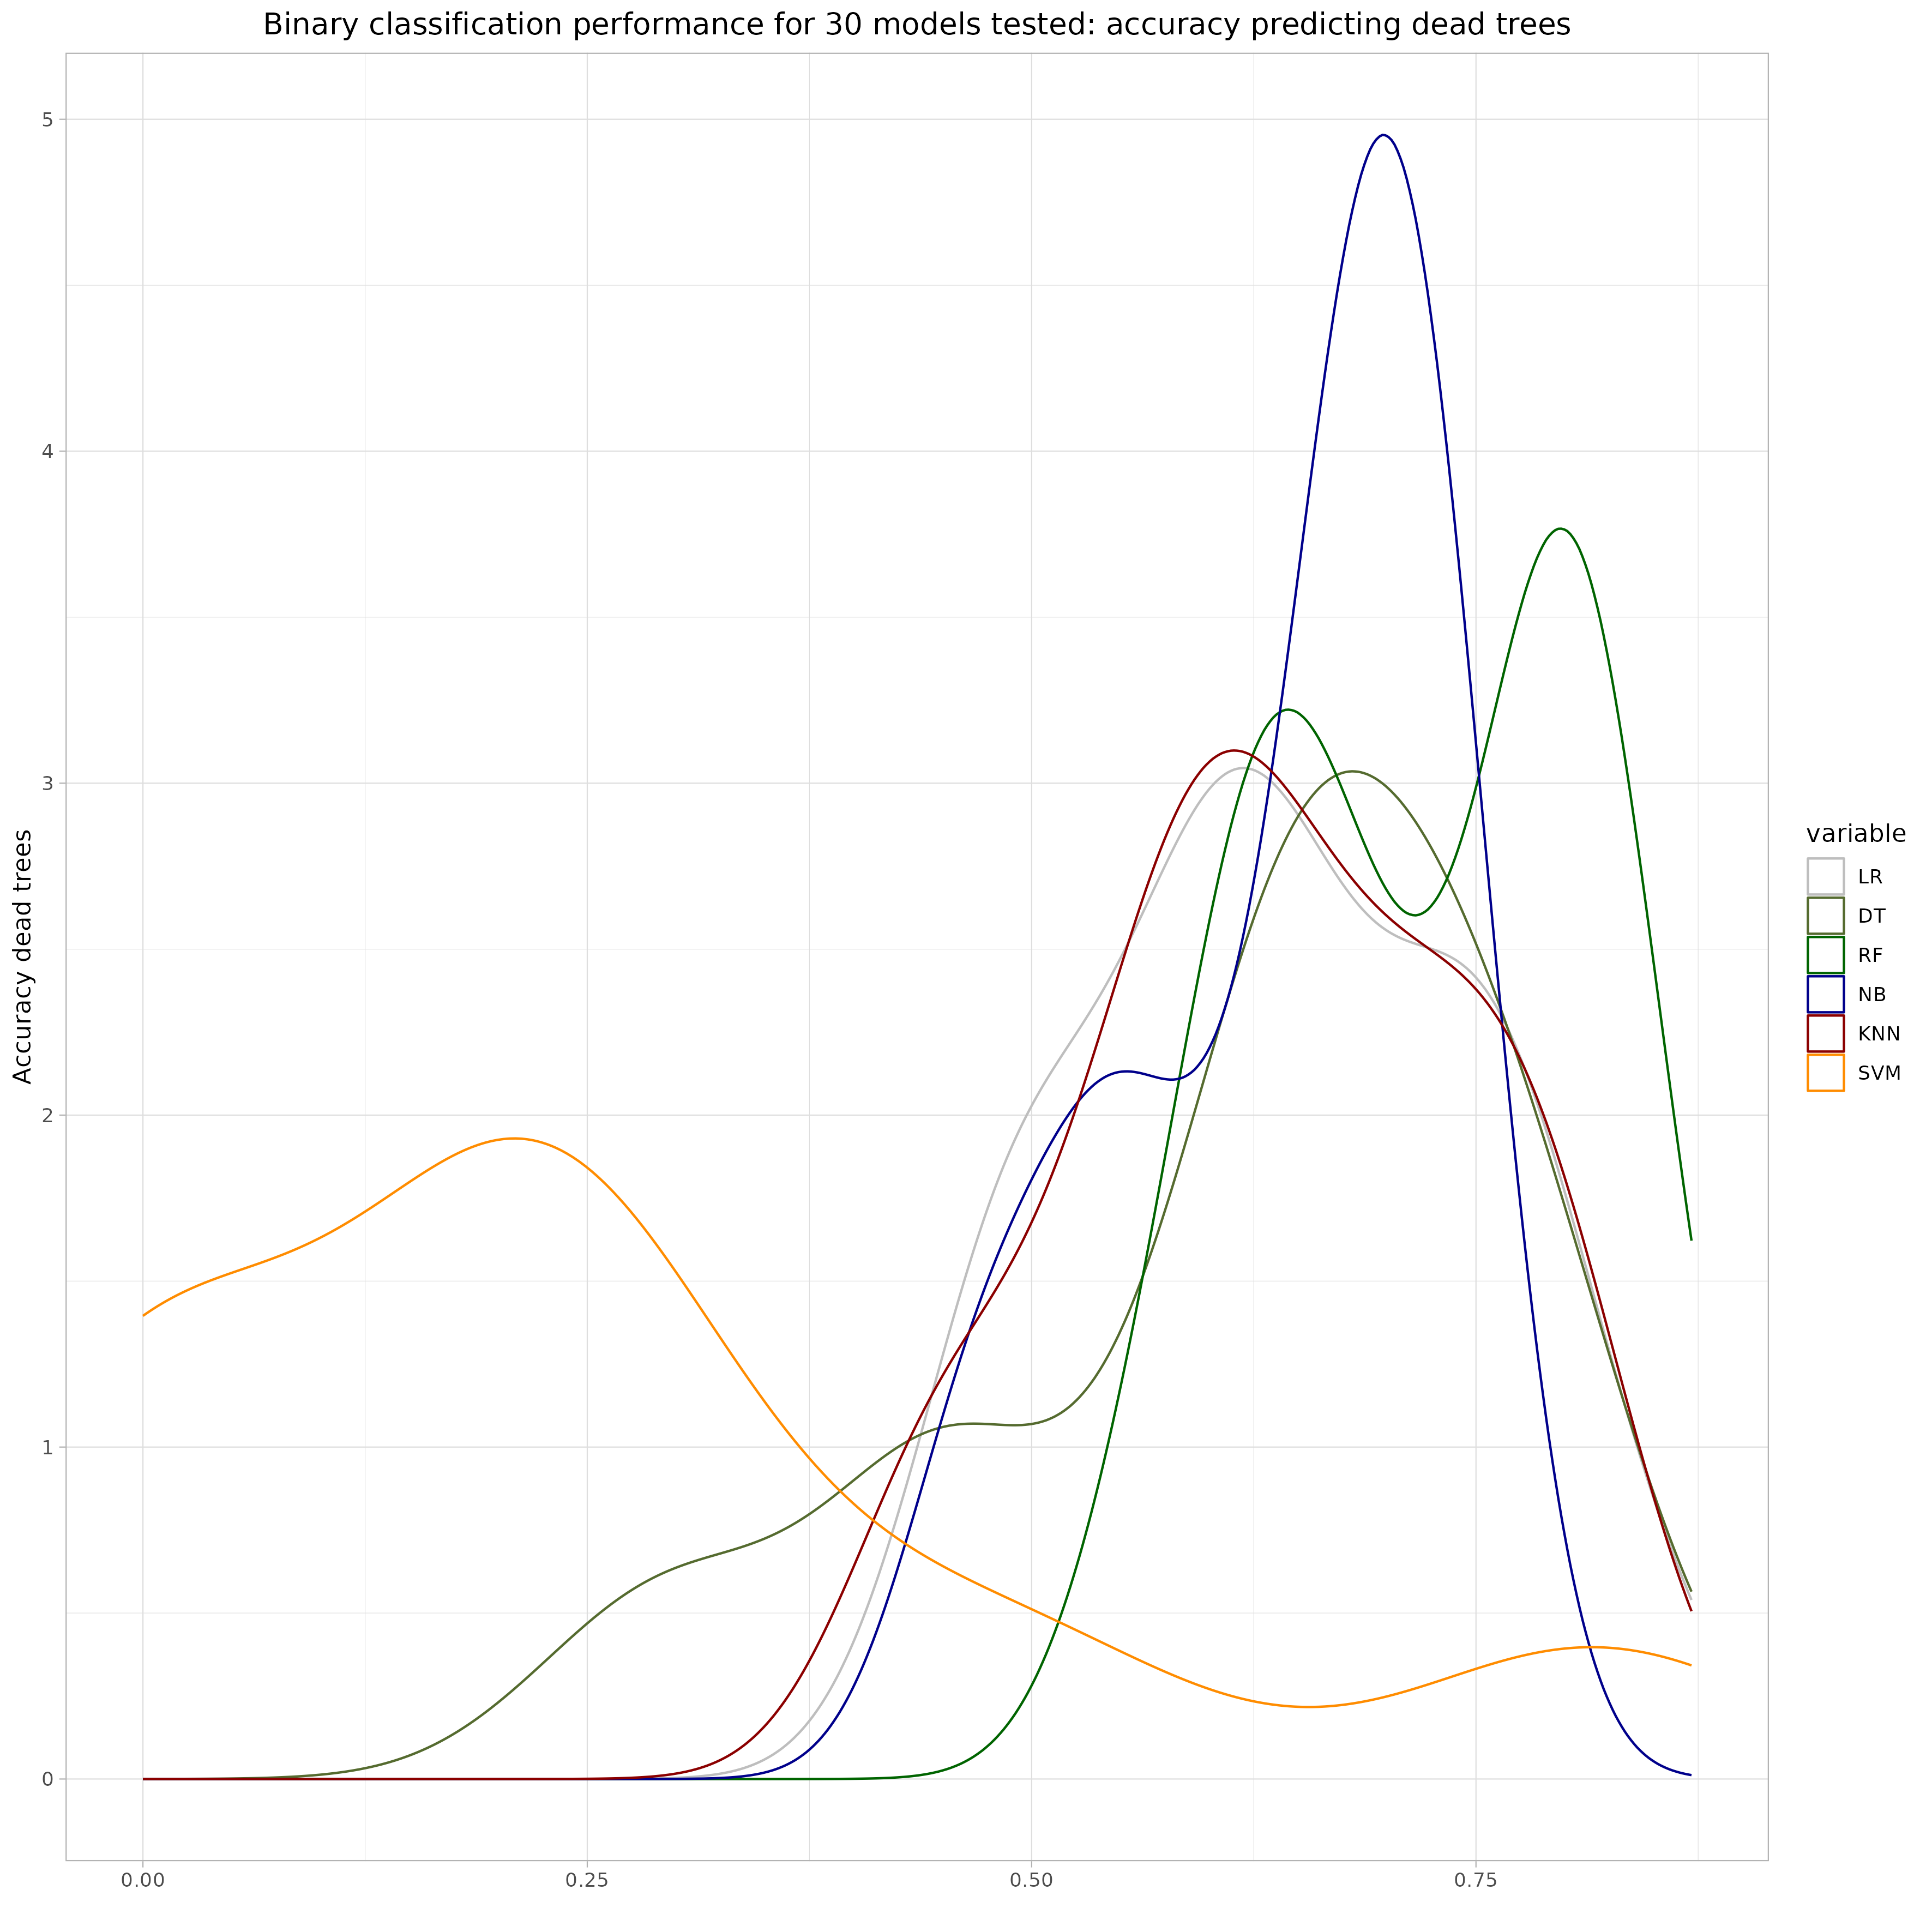 Binary classification performance for 30 models tested: accuracy predicting dead trees
Accuracy dead trees
5
4
3
2
1
0
0.00
0.25
0.50
0.75
variable
LR
DT
RF
NB
KNN
SVM